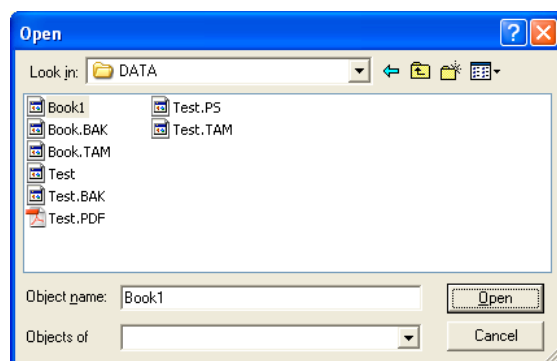 Open
Look in: DATA
Book1
Book.BAK
Book.TAM
Test
Test.BAK
Test.PDF
Test.PS
Test.TAM
Object name: Book1 Open
Objects of Cancel